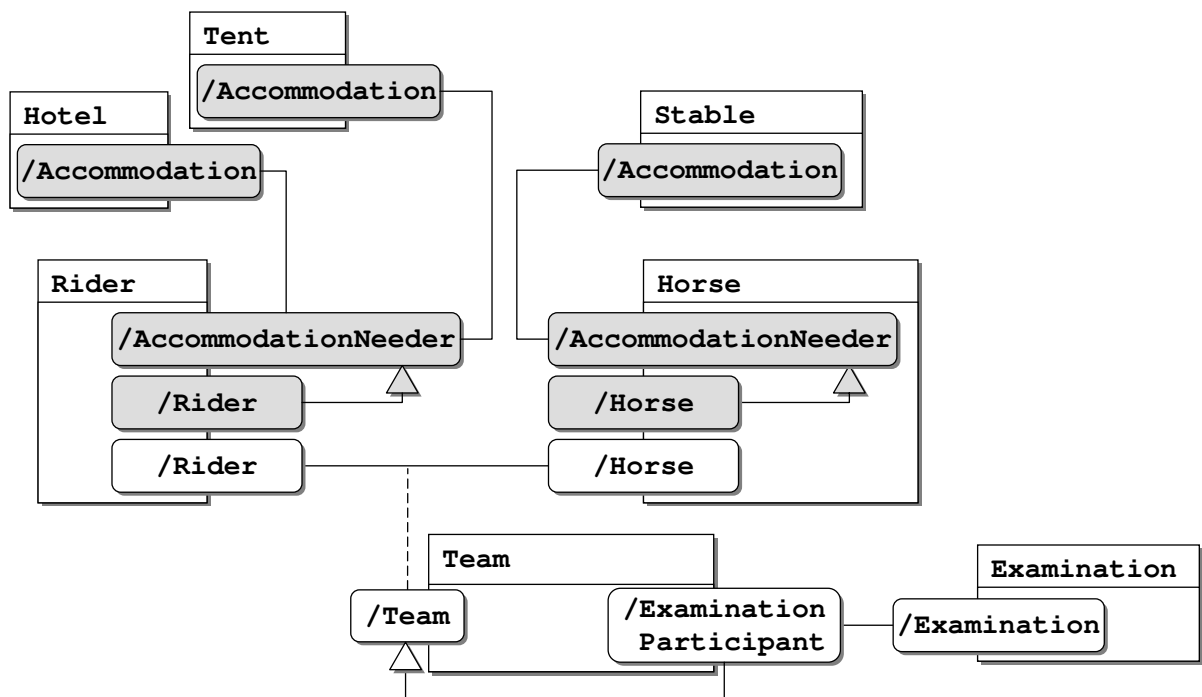 Tent
/Accommodation
Hotel
/Accommodation
Stable
/Accommodation
Rider
/AccommodationNeeder
/Rider
/Rider
Horse
/AccommodationNeeder
/Horse
/Horse
Team
/Team
/Examination
Participant
Examination
/Examination